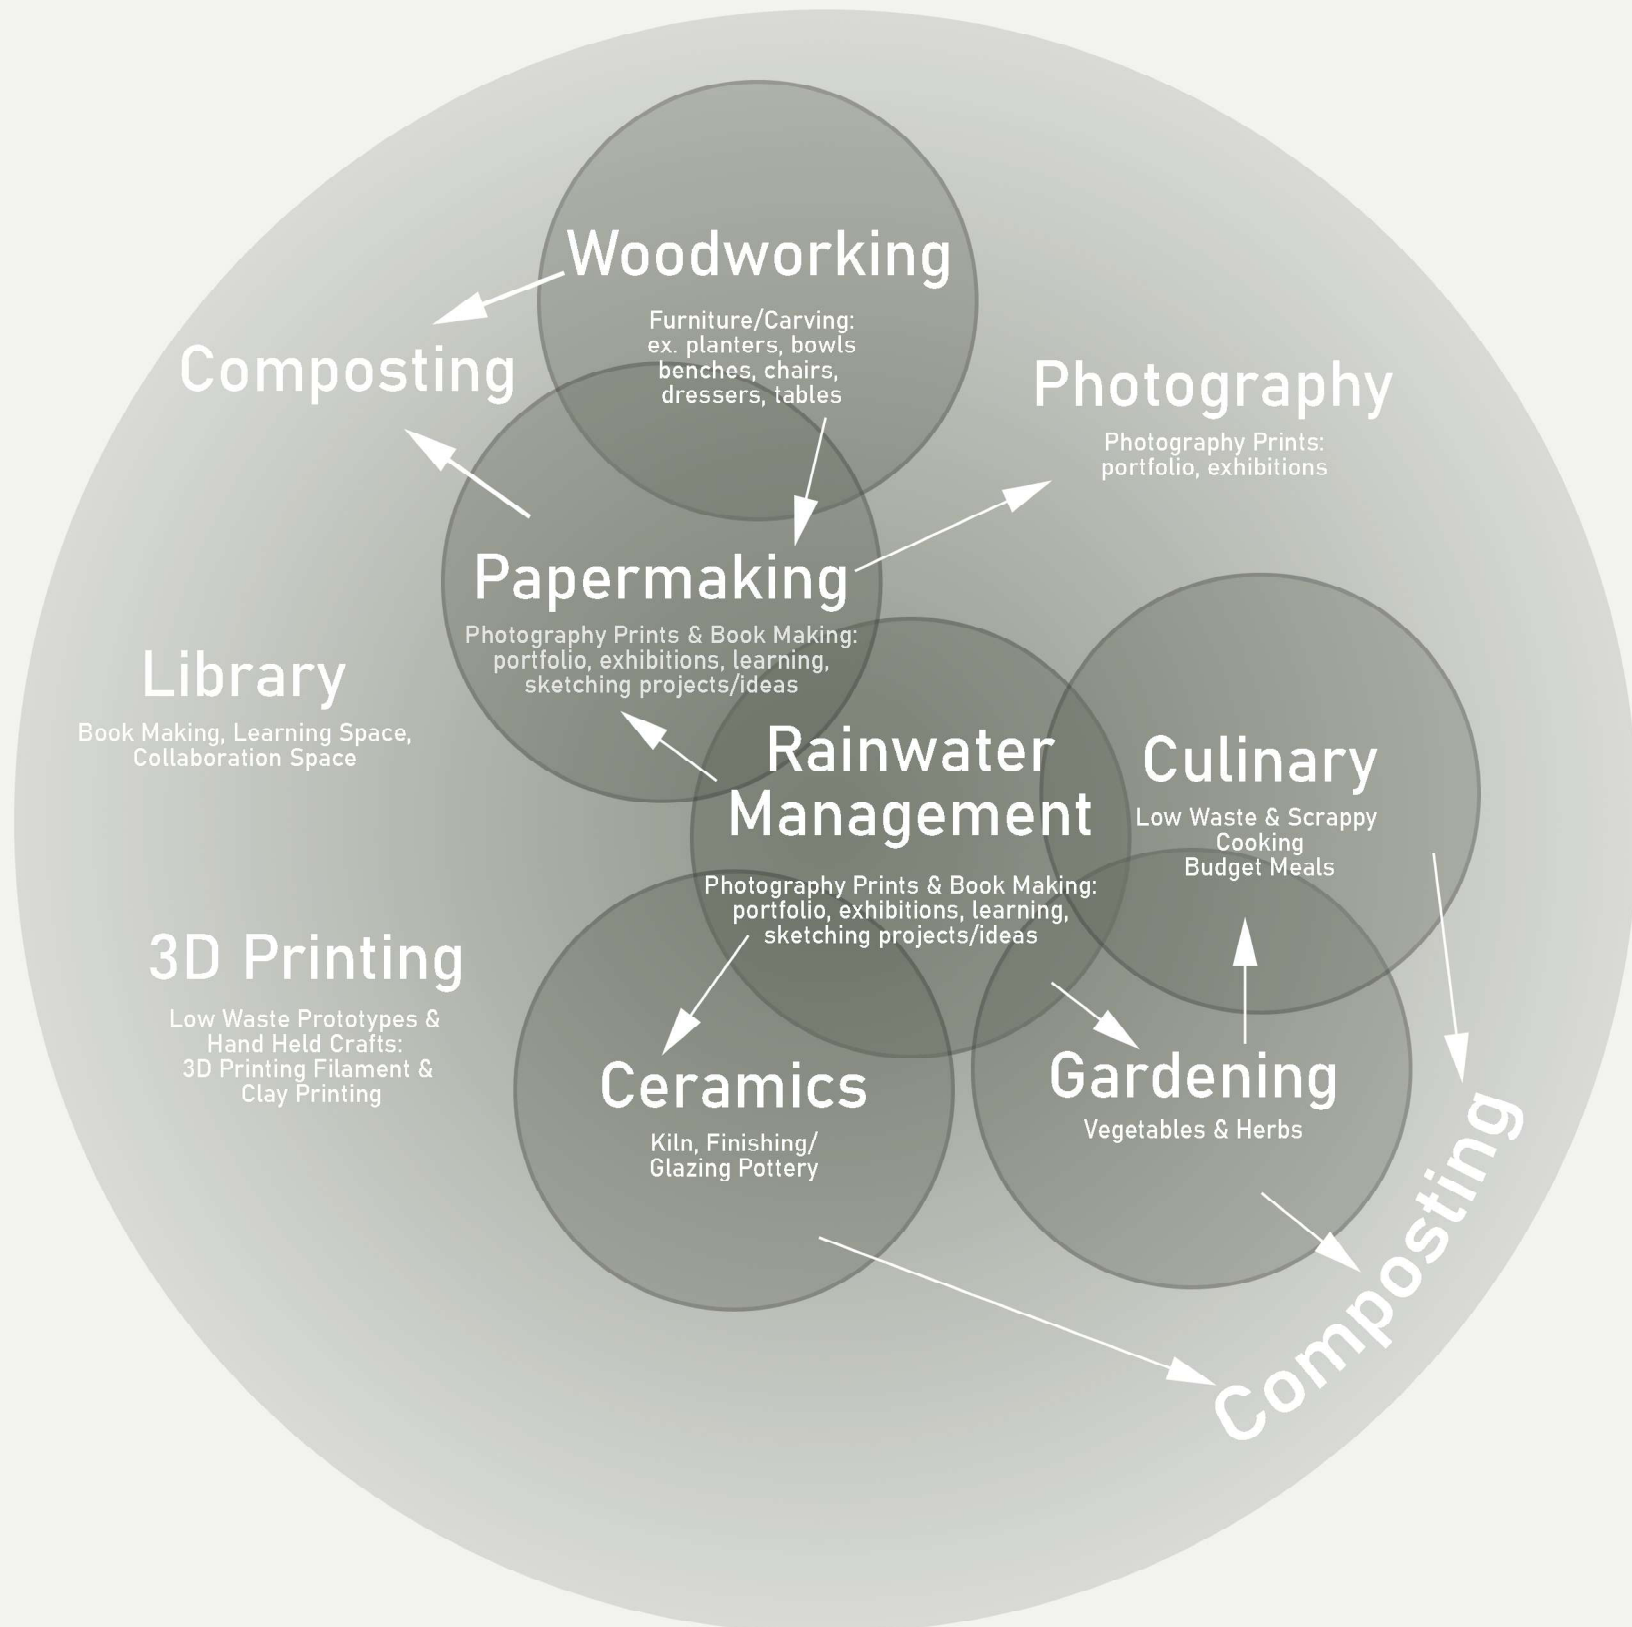 Woodworking
Furniture/Carving:
ex. planters, bowls
benches, chairs,
dressers, tables
Composting
Photography
Photography Prints:
portfolio, exhibitions
Papermaking
Photography Prints & Book Making:
portfolio, exhibitions, learning,
sketching projects/ideas
Library
Book Making, Learning Space,
Collaboration Space
Rainwater
Management
Photography Prints & Book Making:
portfolio, exhibitions, learning,
sketching projects/ideas
Culinary
Low Waste & Scrappy
Cooking
Budget Meals
3D Printing
Low Waste Prototypes &
Hand Held Crafts:
3D Printing Filament &
Clay Printing
Ceramics
Kiln, Finishing/
Glazing Pottery
Gardening
Vegetables & Herbs
Composting